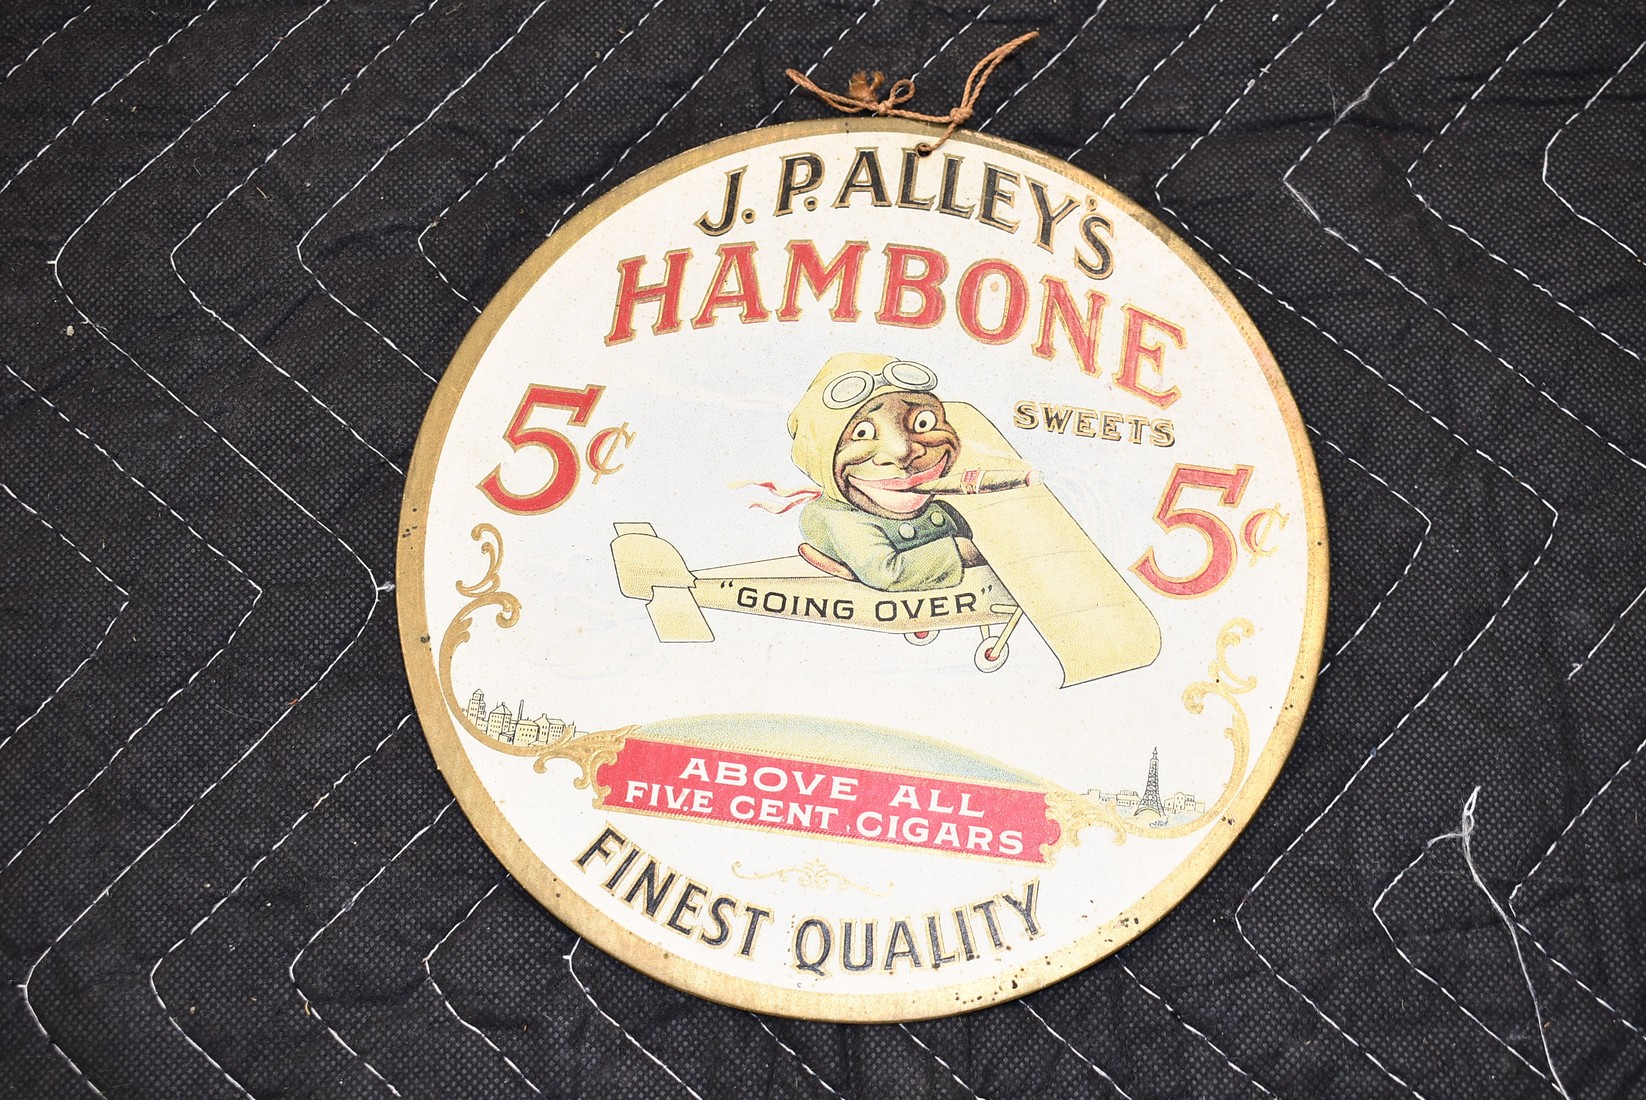 J. P. ALLEY'S
HAMBONE
SWEETS
5¢
5¢
"GOING OVER"
ABOVE ALL
FIVE CENT CIGARS
FINEST QUALITY